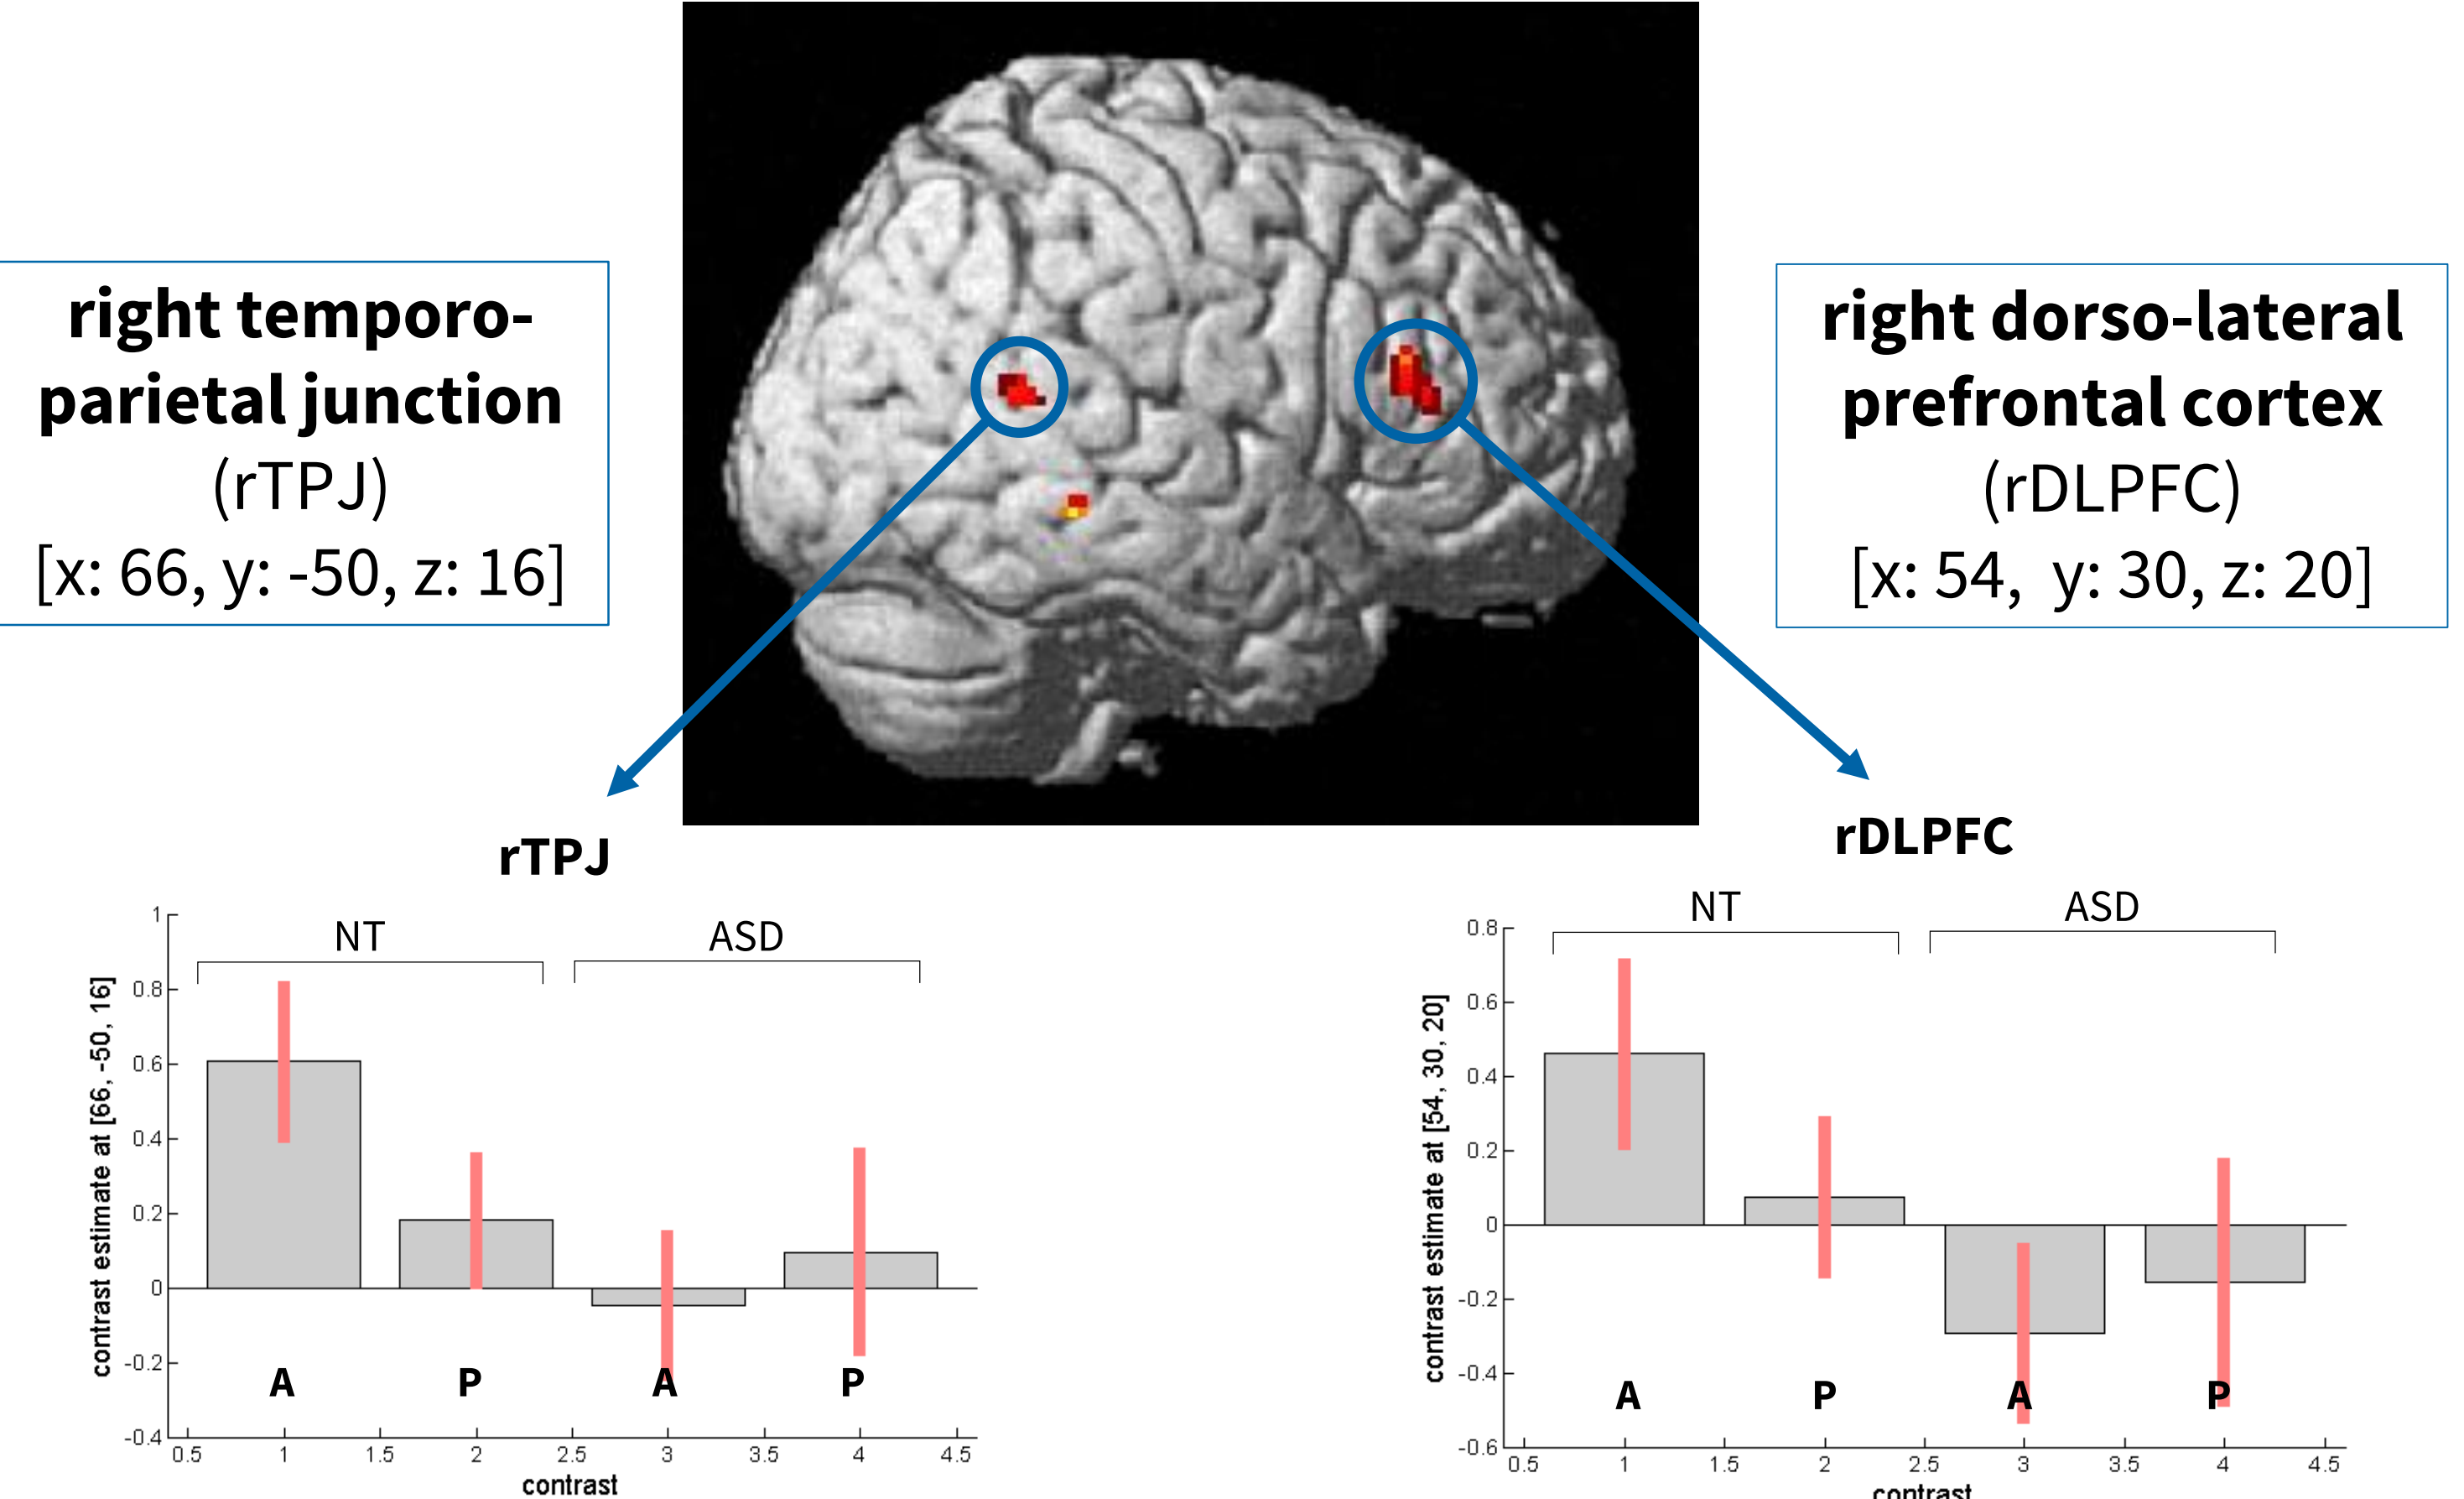 right temporo-
parietal junction
(rTPJ)
[x: 66, y: -50, z: 16]
right dorso-lateral
prefrontal cortex
(rDLPFC)
[x: 54, y: 30, z: 20]
rTPJ
NT
ASD
contrast estimate at [66, -50, 16]
1
0.8
0.6
0.4
0.2
0
-0.2
-0.4
A
P
A
P
0.5 1 1.5 2 2.5 3 3.5 4 4.5
contrast
rDLPFC
NT
ASD
contrast estimate at [54, 30, 20]
0.8
0.6
0.4
0.2
0
-0.2
-0.4
-0.6
A
P
A
P
0.5 1 1.5 2 2.5 3 3.5 4 4.5
contrast